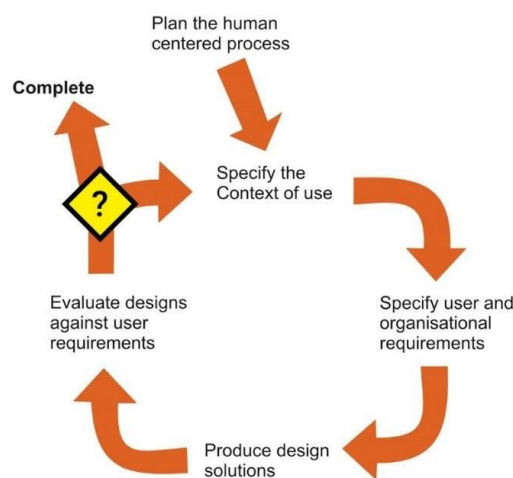 Plan the human
centered process
Complete
Specify the
Context of use
?
Evaluate designs
against user
requirements
Specify user and
organisational
requirements
Produce design
solutions